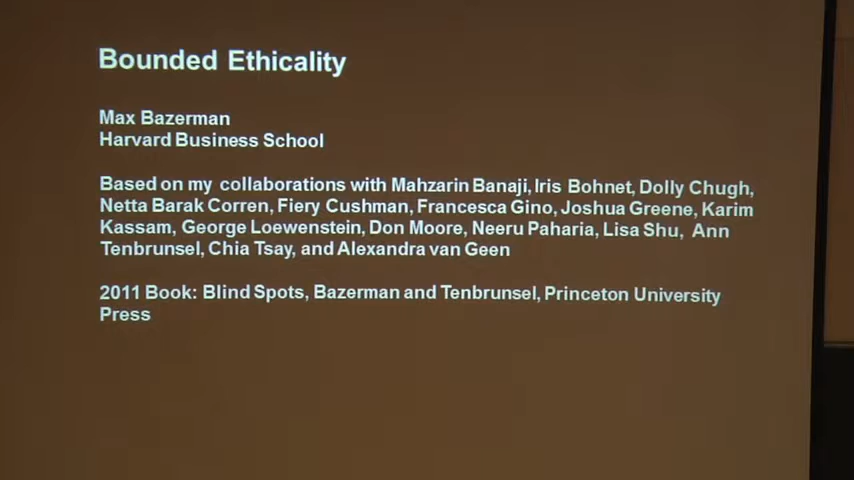 Bounded Ethicality
Max Bazerman
Harvard Business School
Based on my collaborations with Mahzarin Banaji, Iris Bohnet, Dolly Chugh,
Netta Barak Corren, Fiery Cushman, Francesca Gino, Joshua Greene, Karim
Kassam, George Loewenstein, Don Moore, Neeru Paharia, Lisa Shu, Ann
Tenbrunsel, Chia Tsay, and Alexandra van Geen
2011 Book: Blind Spots, Bazerman and Tenbrunsel, Princeton University
Press